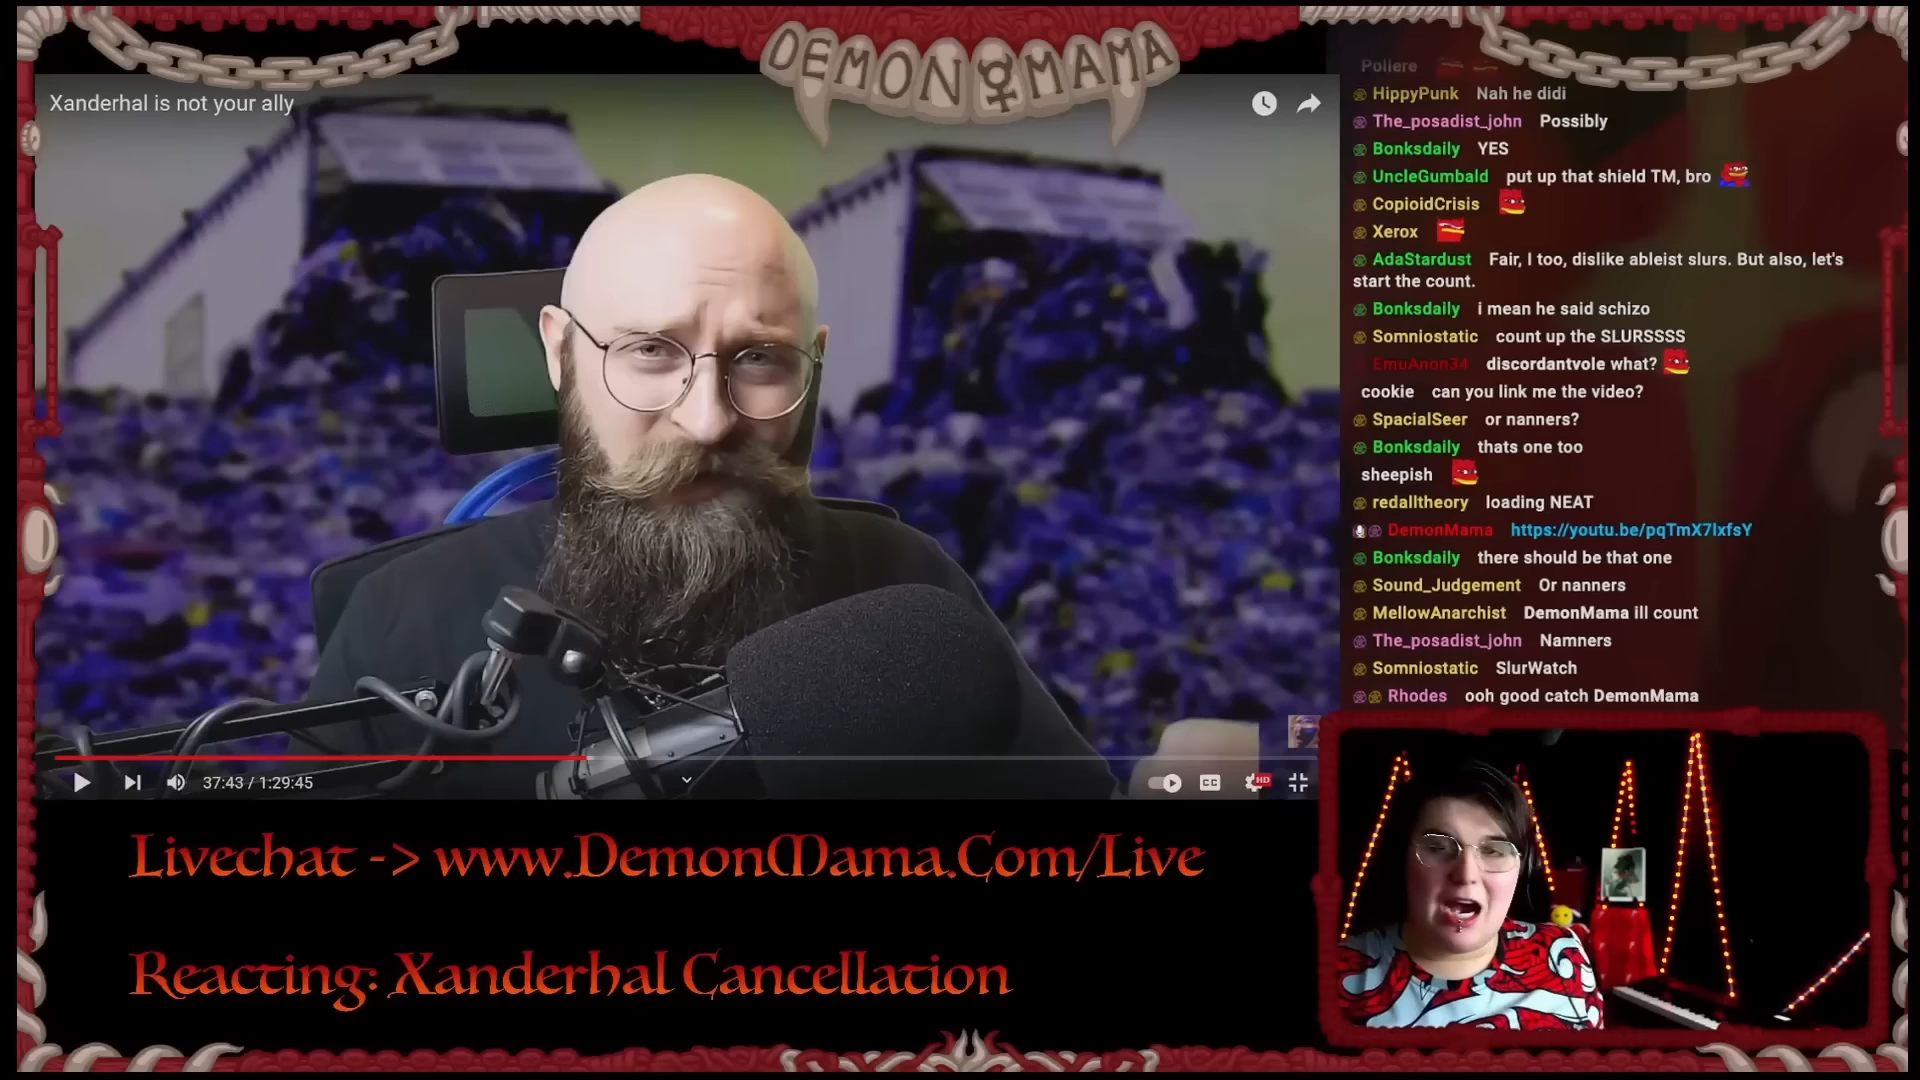 DEMON MAMA
Xanderhal is not your ally
Poliere
HippyPunk Nah he didi
The_posadist_john Possibly
Bonksdaily YES
UncleGumbald put up that shield TM, bro
CopioidCrisis
Xerox
AdaStardust Fair, I too, dislike ableist slurs. But also, let's
start the count.
Bonksdaily i mean he said schizo
Somniostatic count up the SLURSSSS
EmuAnon34 discordantvole what?
cookie can you link me the video?
SpacialSeer or nanners?
Bonksdaily thats one too
sheepish
redalltheory loading NEAT
DemonMama https://youtu.be/pqTmX7lxfsY
Bonksdaily there should be that one
Sound_Judgement Or nanners
MellowAnarchist DemonMama ill count
The_posadist_john Namners
Somniostatic SlurWatch
Rhodes ooh good catch DemonMama
37:43 / 1:29:45
CC
HD
Livechat -> www.DemonMama.Com/Live
Reacting: Xanderhal Cancellation